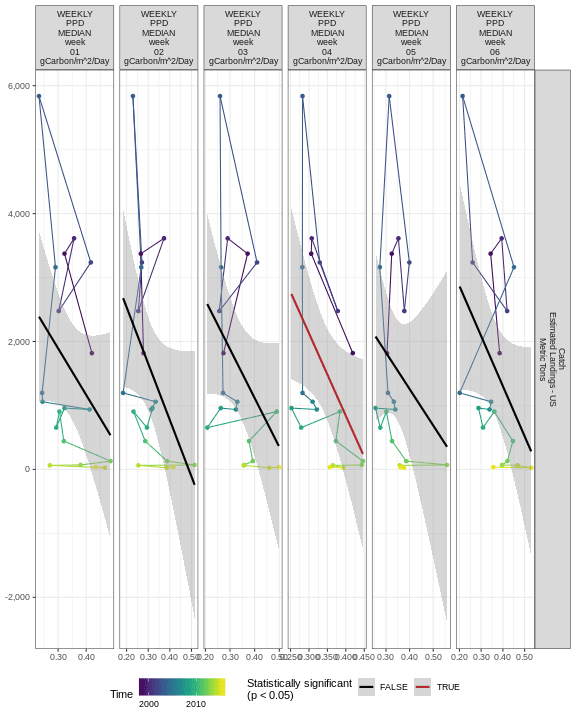 WEEKLY
PPD
MEDIAN
week
01
gCarbon/m^2/Day
WEEKLY
PPD
MEDIAN
week
02
gCarbon/m^2/Day
WEEKLY
PPD
MEDIAN
week
03
gCarbon/m^2/Day
WEEKLY
PPD
MEDIAN
week
04
gCarbon/m^2/Day
WEEKLY
PPD
MEDIAN
week
05
gCarbon/m^2/Day
WEEKLY
PPD
MEDIAN
week
06
gCarbon/m^2/Day
6,000
4,000
2,000
0
-2,000
Catch
Estimated Landings - US
Metric Tons
0.30 0.40
0.20 0.30 0.40 0.50
0.20 0.30 0.40 0.50
0.250 0.300 0.350 0.400 0.450
0.30 0.40 0.50
0.20 0.30 0.40 0.50
Time
2000 2010
Statistically significant
(p < 0.05)
FALSE
TRUE